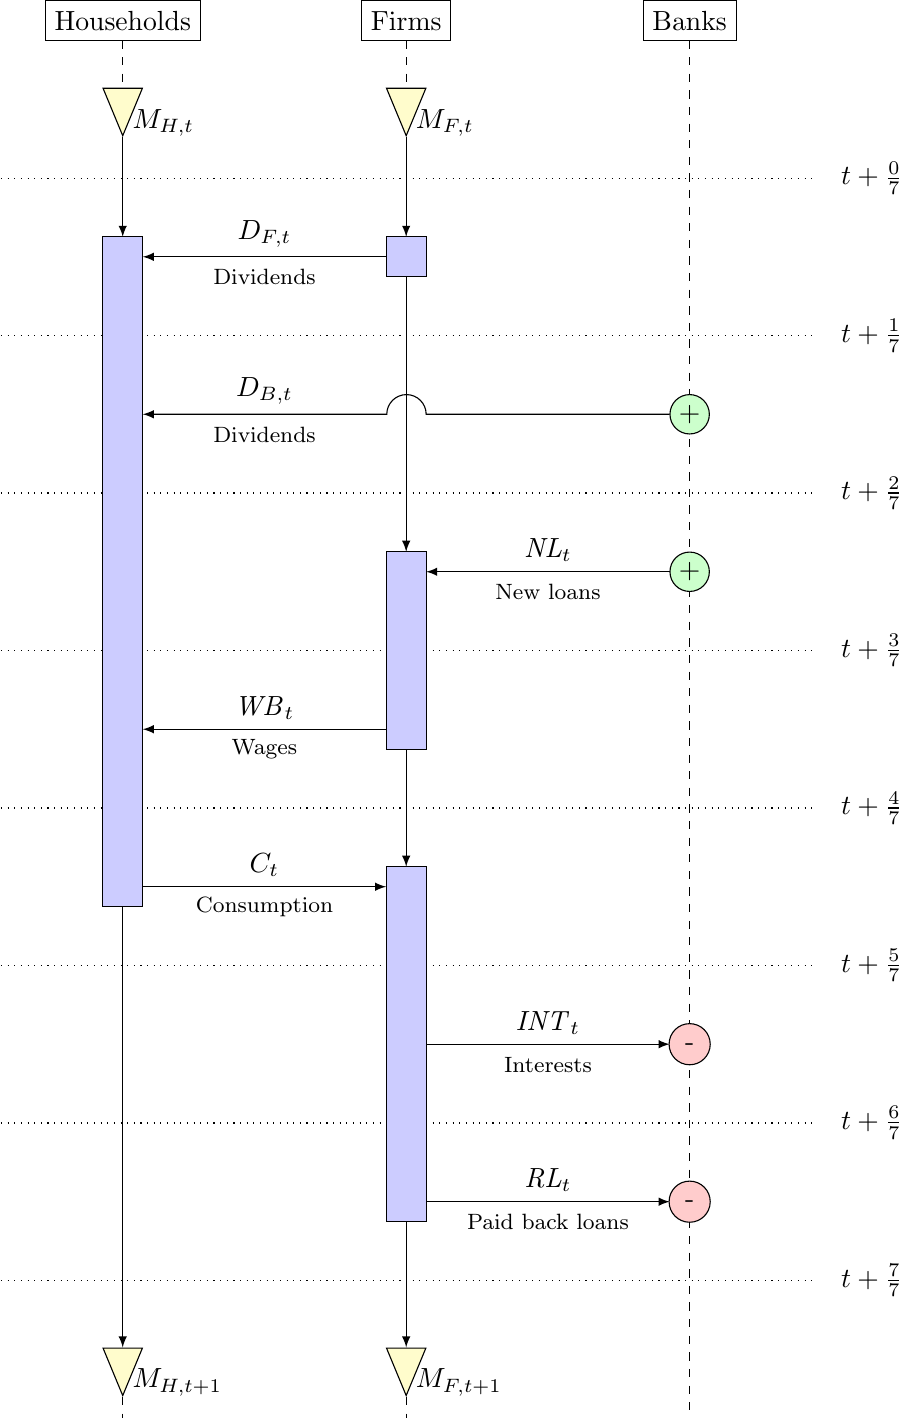 Households Firms Banks
M_{H,t} M_{F,t}
t + \frac{0}{7}
D_{F,t}
Dividends
t + \frac{1}{7}
D_{B,t}
+
Dividends
t + \frac{2}{7}
NL_t
+
New loans
t + \frac{3}{7}
WB_t
Wages
t + \frac{4}{7}
C_t
Consumption
t + \frac{5}{7}
INT_t
-
Interests
t + \frac{6}{7}
RL_t
-
Paid back loans
t + \frac{7}{7}
M_{H,t+1} M_{F,t+1}